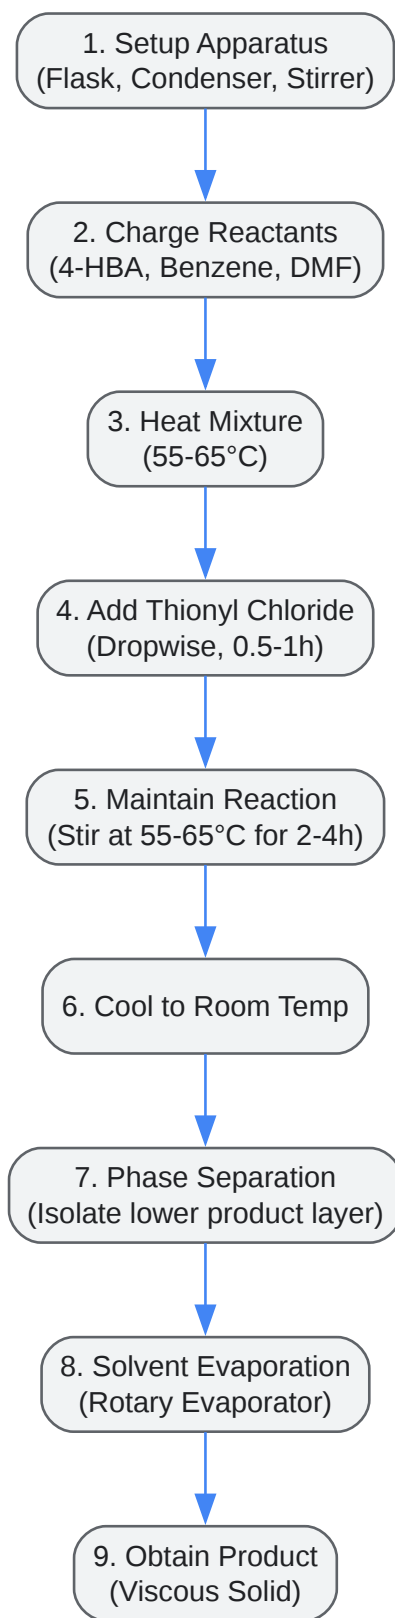 1. Setup Apparatus
(Flask, Condenser, Stirrer)
2. Charge Reactants
(4-HBA, Benzene, DMF)
3. Heat Mixture
(55-65°C)
4. Add Thionyl Chloride
(Dropwise, 0.5-1h)
5. Maintain Reaction
(Stir at 55-65°C for 2-4h)
6. Cool to Room Temp
7. Phase Separation
(Isolate lower product layer)
8. Solvent Evaporation
(Rotary Evaporator)
9. Obtain Product
(Viscous Solid)